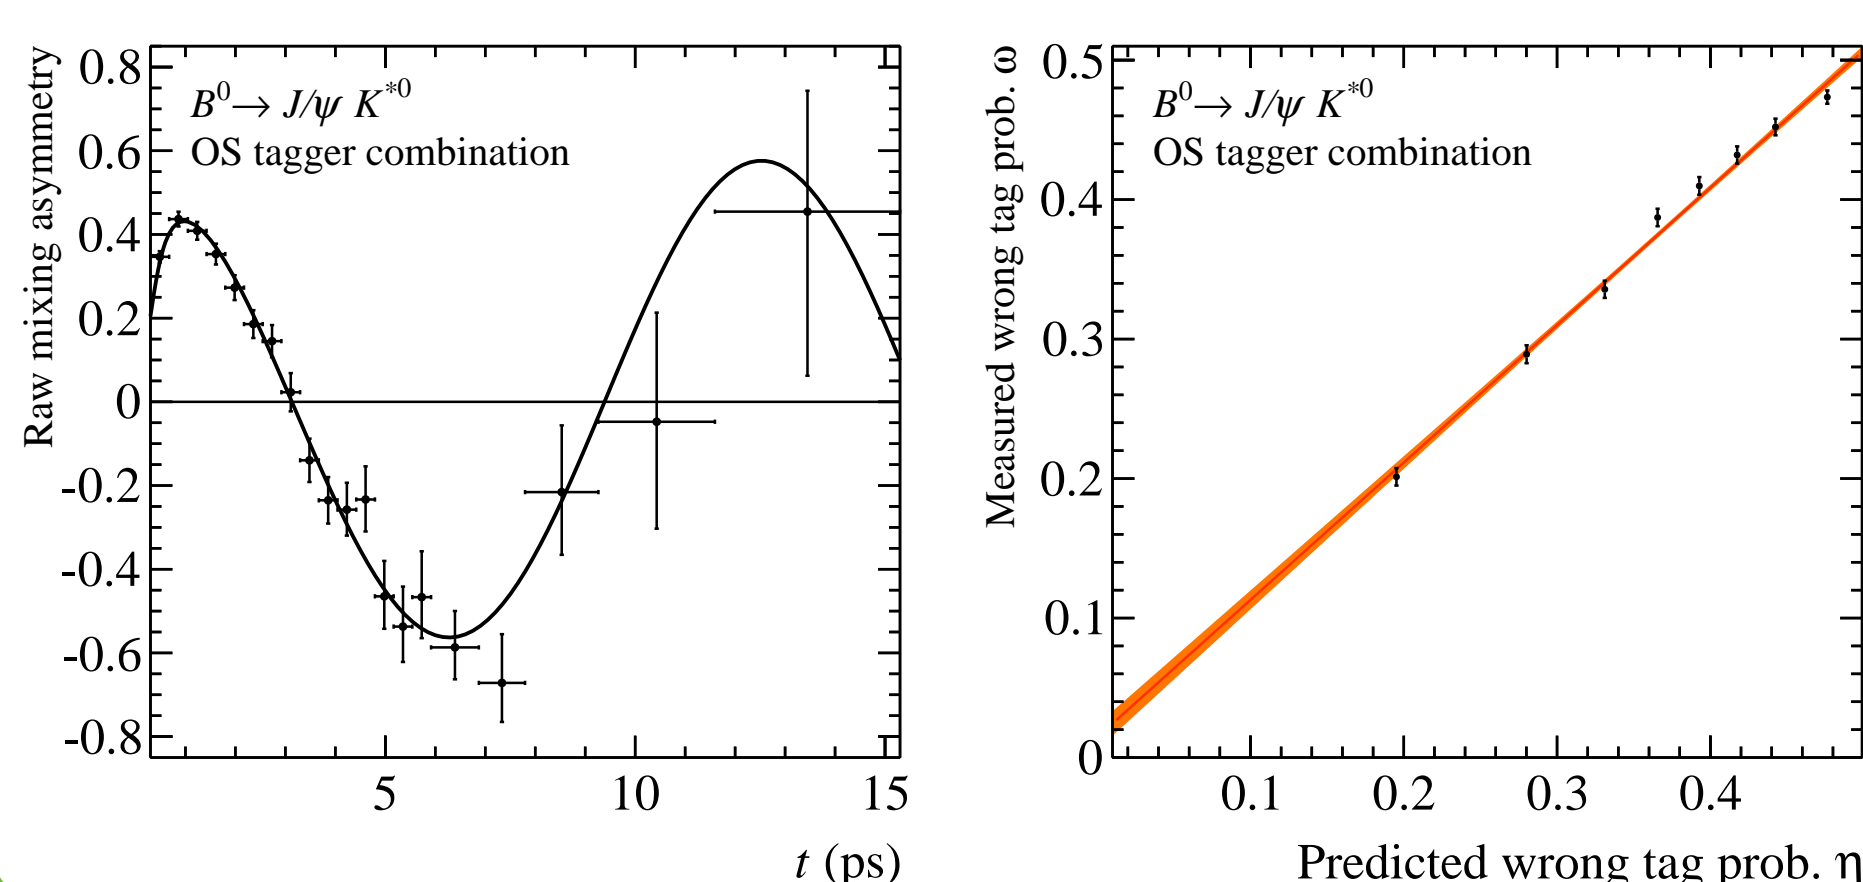 Raw mixing asymmetry
0.8
0.6
0.4
0.2
0
-0.2
-0.4
-0.6
-0.8
B⁰→ J/ψ K*⁰
OS tagger combination
5 10 15
t (ps)
Measured wrong tag prob. ω
0.5
0.4
0.3
0.2
0.1
0
B⁰→ J/ψ K*⁰
OS tagger combination
0.1 0.2 0.3 0.4
Predicted wrong tag prob. η